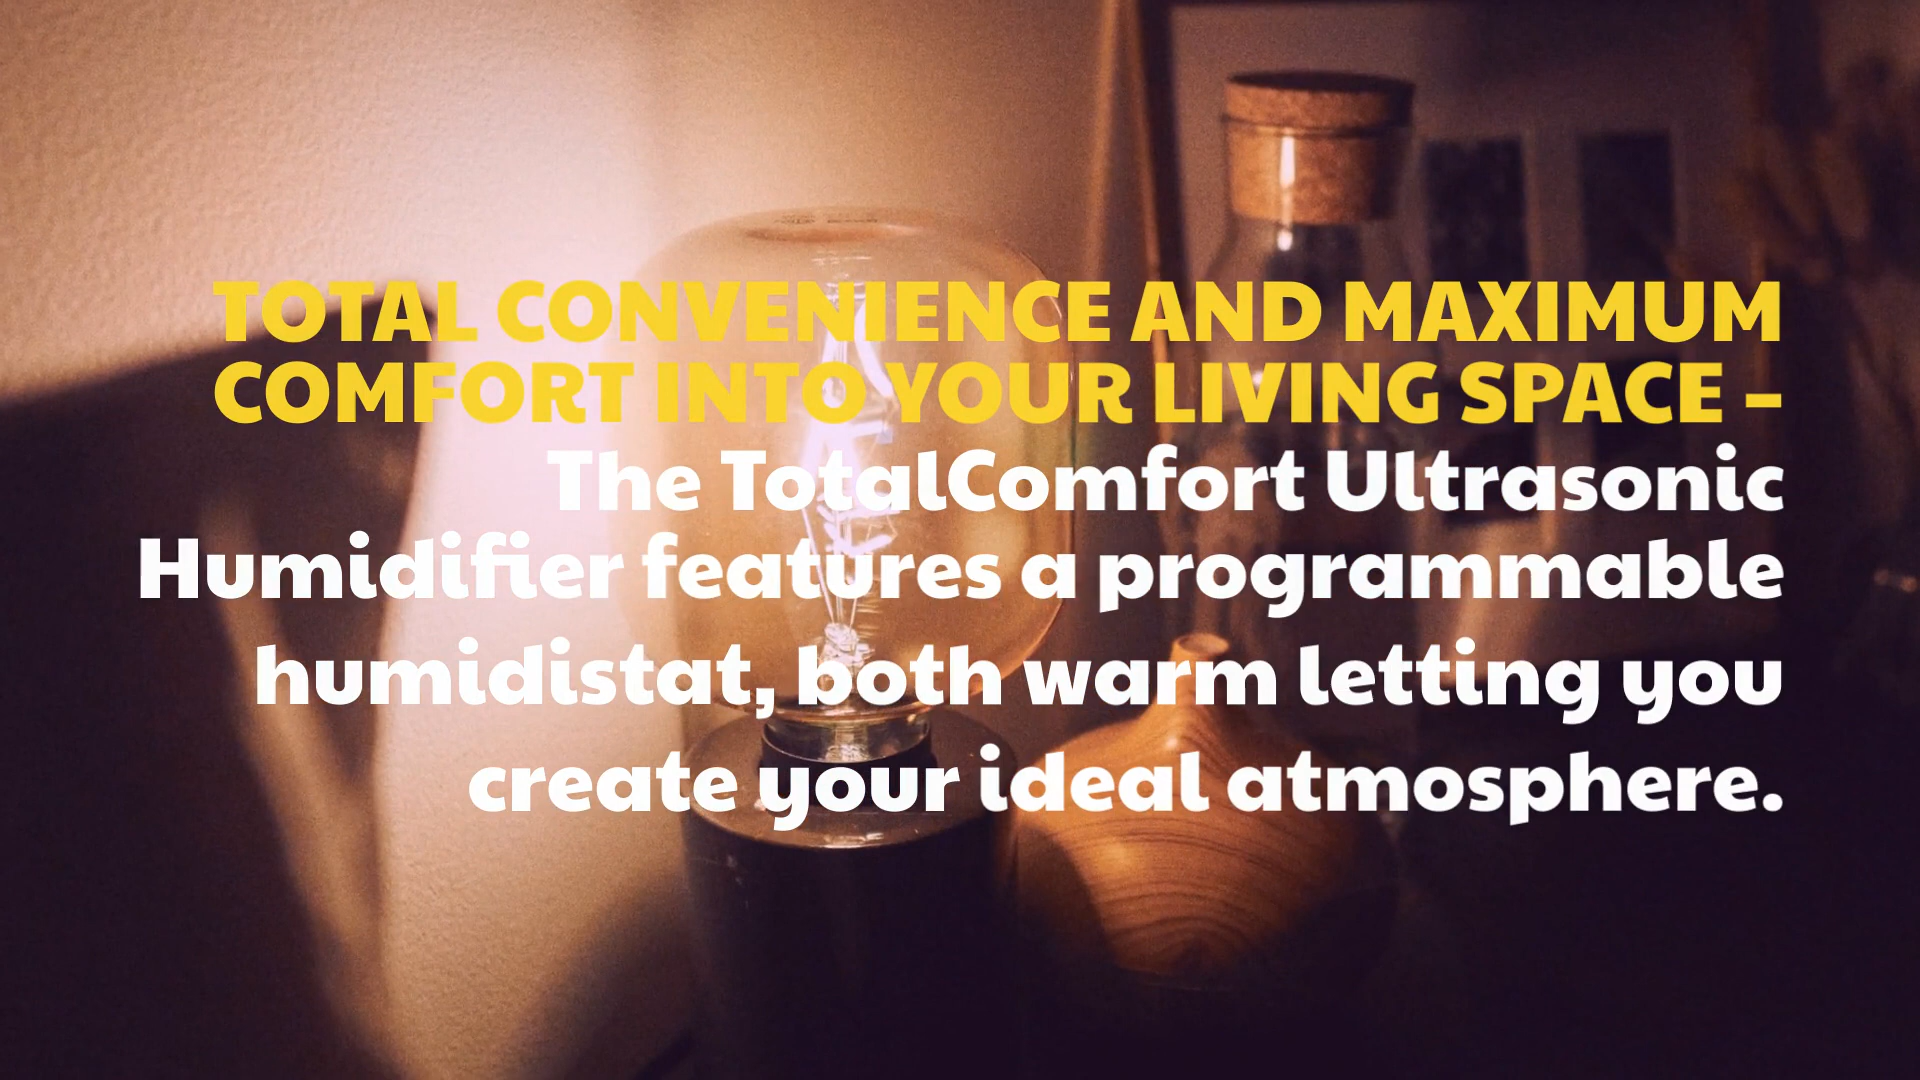 TOTAL CONVENIENCE AND MAXIMUM
COMFORT INTO YOUR LIVING SPACE –
The TotalComfort Ultrasonic
Humidifier features a programmable
humidistat, both warm letting you
create your ideal atmosphere.